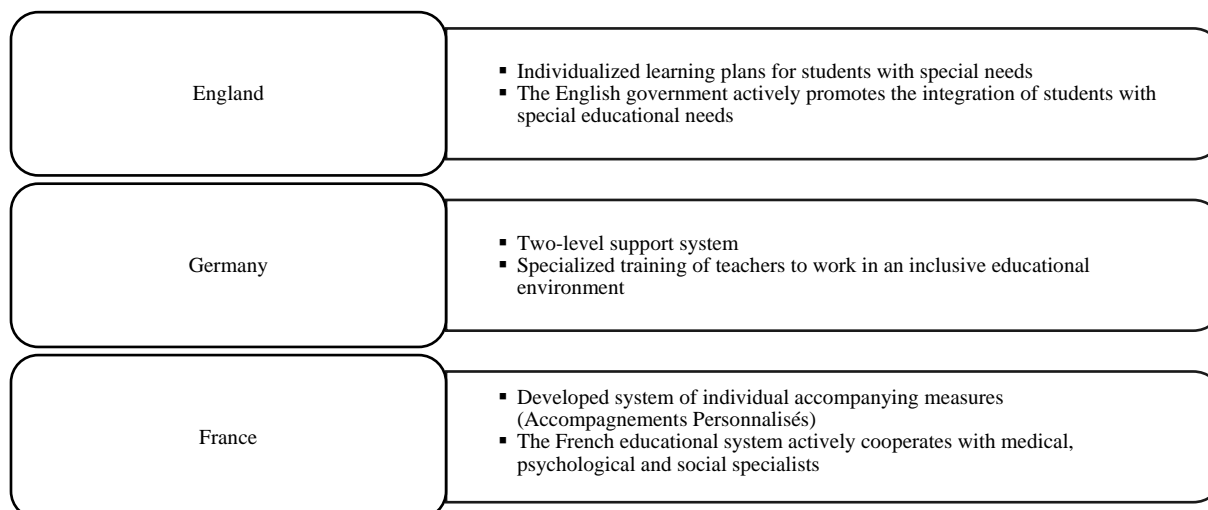 England
▪ Individualized learning plans for students with special needs
▪ The English government actively promotes the integration of students with
special educational needs
Germany
▪ Two-level support system
▪ Specialized training of teachers to work in an inclusive educational
environment
France
▪ Developed system of individual accompanying measures
(Accompagnements Personnalisés)
▪ The French educational system actively cooperates with medical,
psychological and social specialists